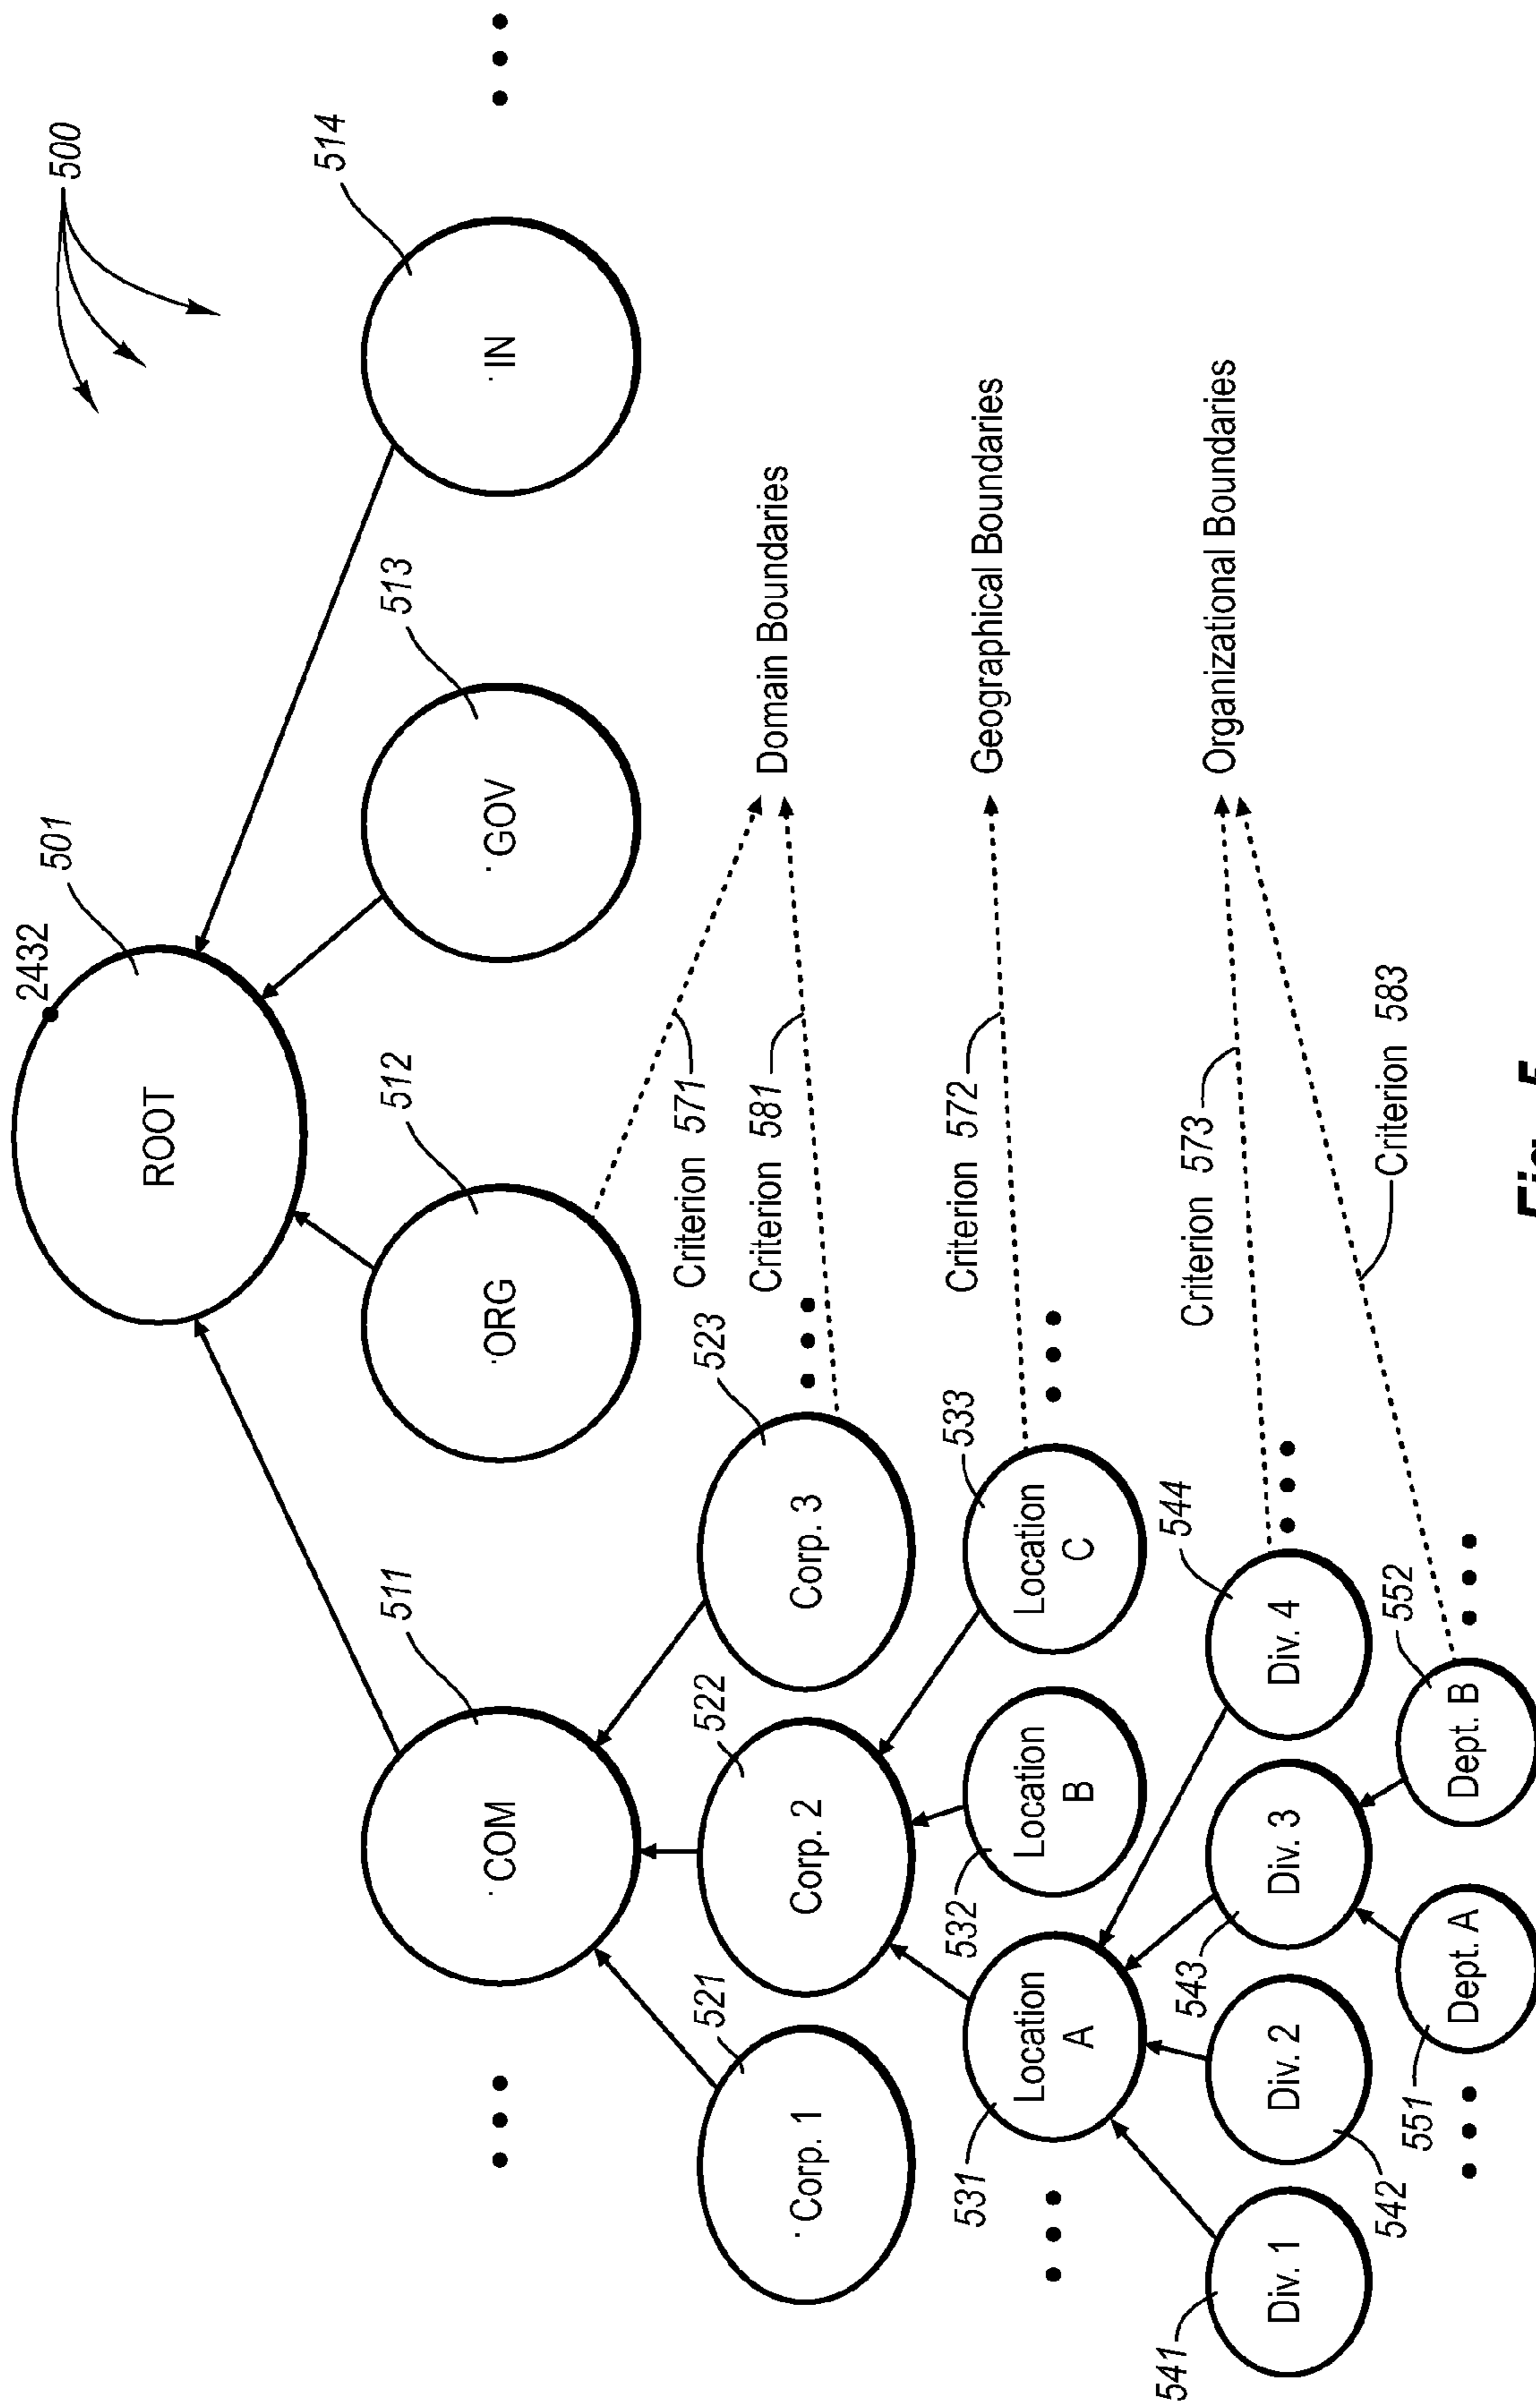 500
2432
501
ROOT
511
512
513
514
.COM
.ORG
.GOV
.IN
521
522
523
Corp. 1
Corp. 2
Corp. 3
Criterion 571
Criterion 581
Domain Boundaries
531
532
533
Location
A
Location
B
Location
C
Criterion 572
Geographical Boundaries
541
542
543
544
Div. 1
Div. 2
Div. 3
Div. 4
Criterion 573
Organizational Boundaries
551
552
Dept. A
Dept. B
Criterion 583